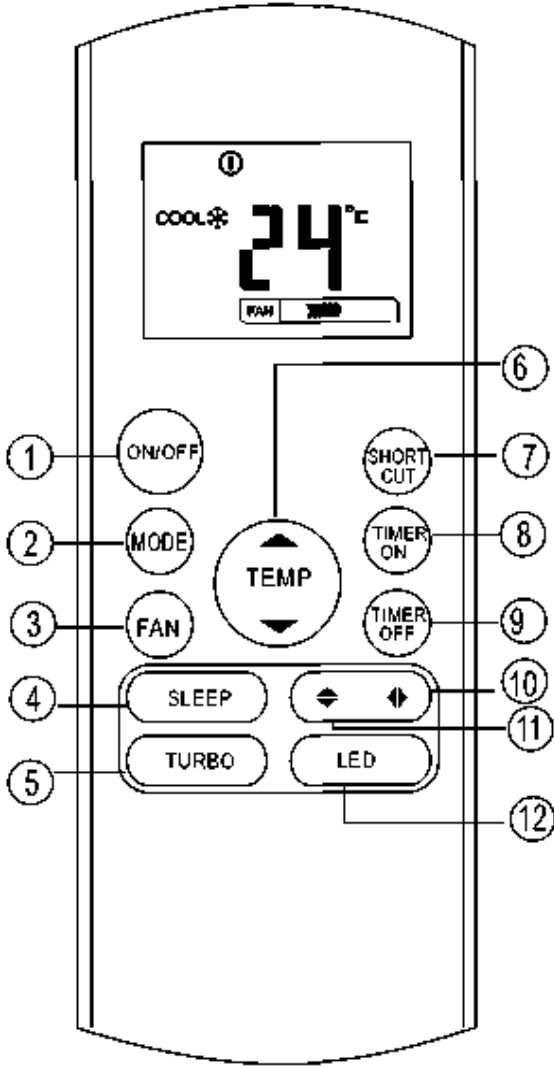 COOL
24°C
FAN
6
1
ON/OFF
SHORT
CUT
7
2
MODE
TEMP
TIMER
ON
8
3
FAN
TIMER
OFF
9
4
SLEEP
10
11
5
TURBO
LED
12